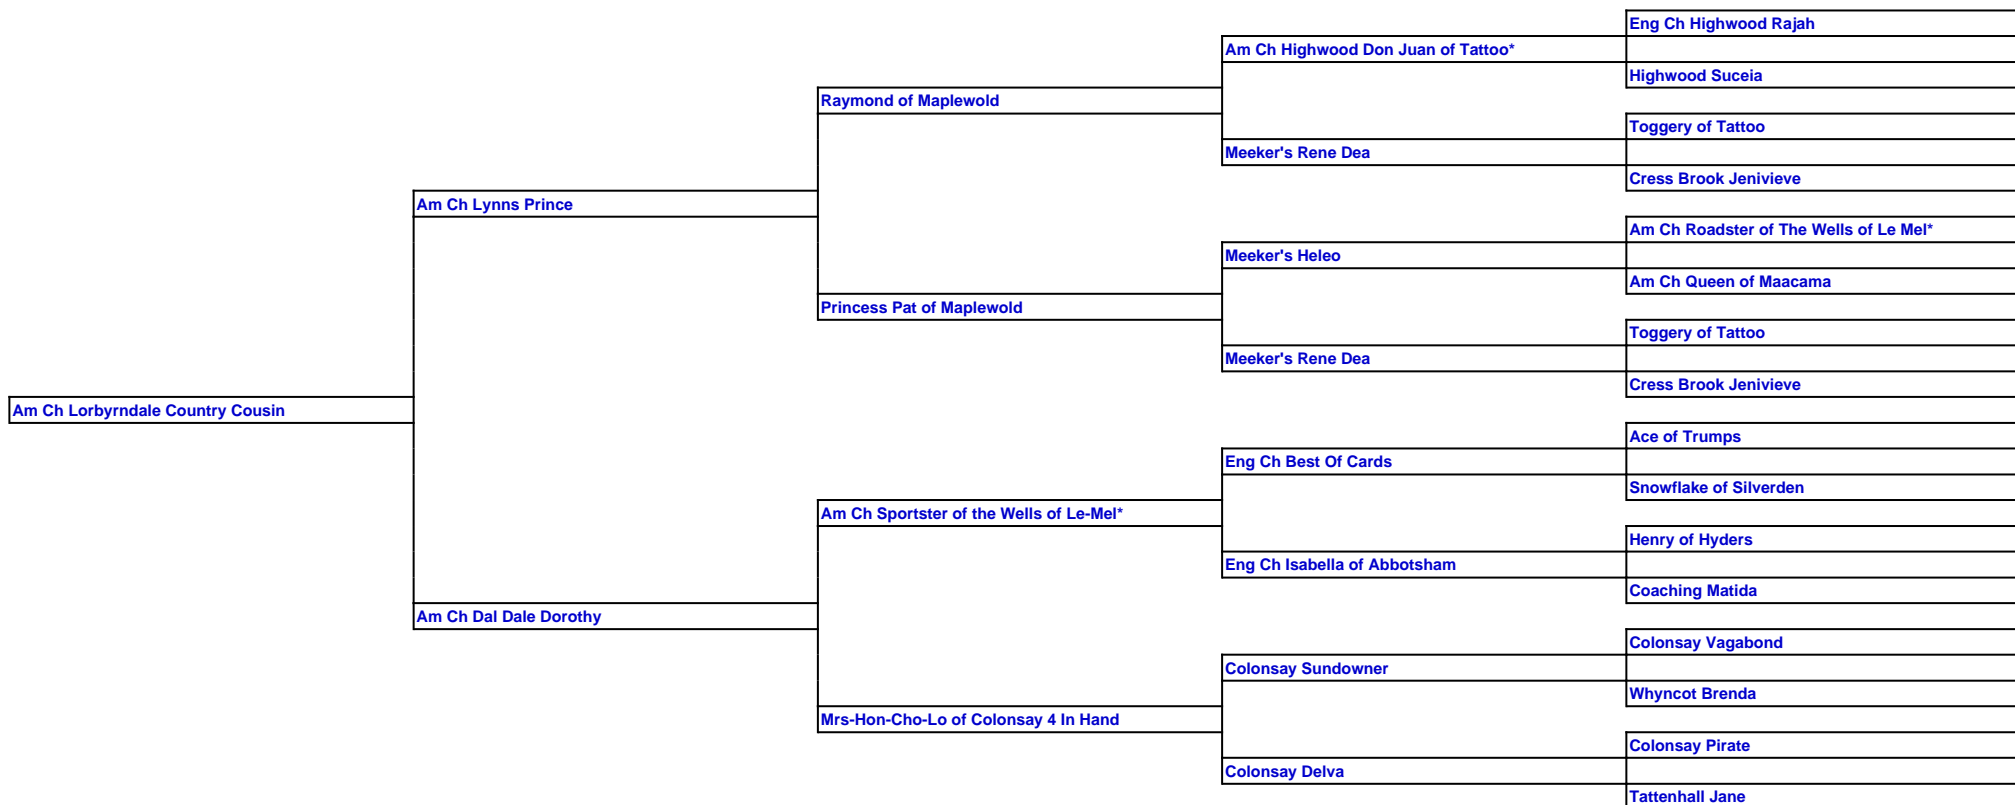 Eng Ch Highwood Rajah
Am Ch Highwood Don Juan of Tattoo*
Highwood Suceia
Raymond of Maplewold
Toggery of Tattoo
Meeker's Rene Dea
Cress Brook Jenivieve
Am Ch Lynns Prince
Am Ch Roadster of The Wells of Le Mel*
Meeker's Heleo
Am Ch Queen of Maacama
Princess Pat of Maplewold
Toggery of Tattoo
Meeker's Rene Dea
Cress Brook Jenivieve
Am Ch Lorbyrndale Country Cousin
Ace of Trumps
Eng Ch Best Of Cards
Snowflake of Silverden
Am Ch Sportster of the Wells of Le-Mel*
Henry of Hyders
Eng Ch Isabella of Abbotsham
Coaching Matida
Am Ch Dal Dale Dorothy
Colonsay Vagabond
Colonsay Sundowner
Whyncot Brenda
Mrs-Hon-Cho-Lo of Colonsay 4 In Hand
Colonsay Pirate
Colonsay Delva
Tattenhall Jane